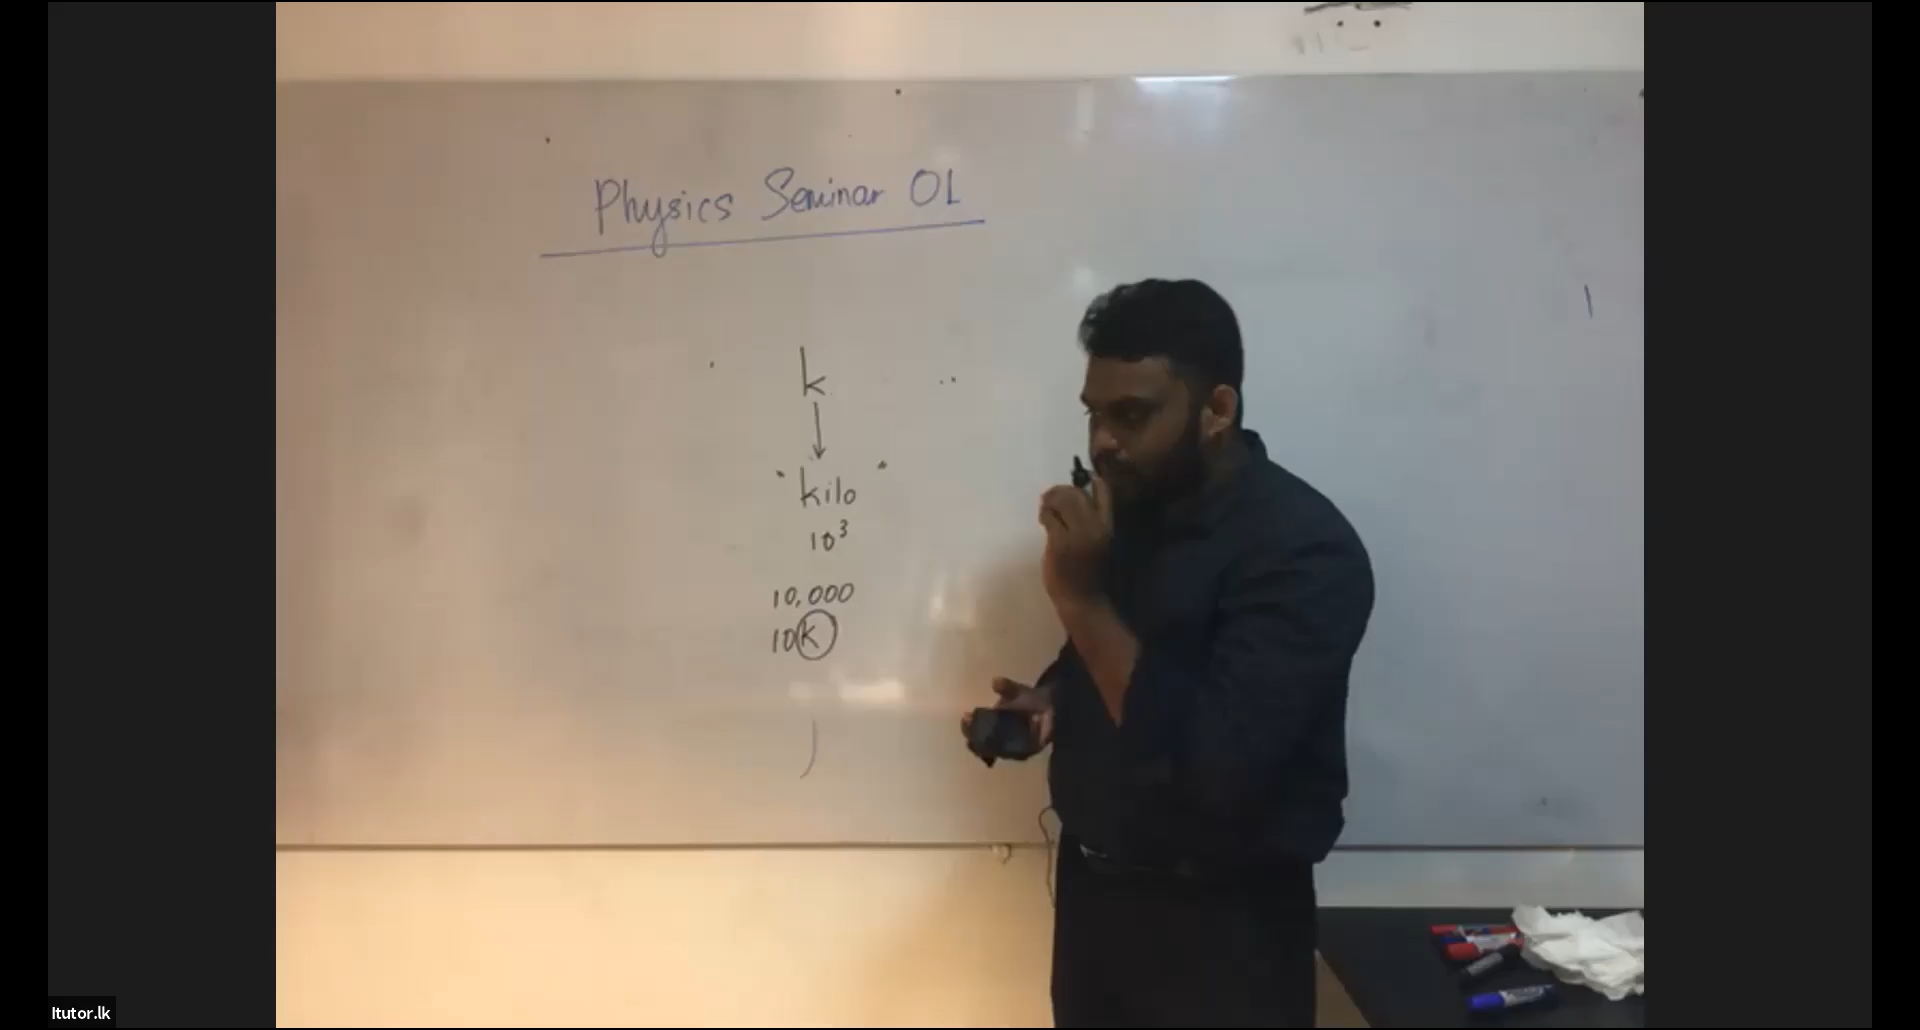 Physics Seminar OL
k
"kilo"
10³
10,000
10k
Itutor.lk